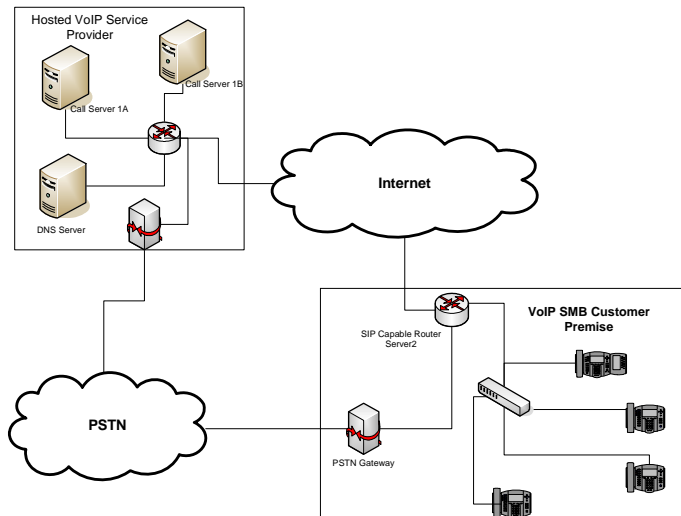 Hosted VoIP Service
Provider
Call Server 1B
Call Server 1A
DNS Server
Internet
VoIP SMB Customer
Premise
SIP Capable Router
Server2
PSTN
PSTN Gateway